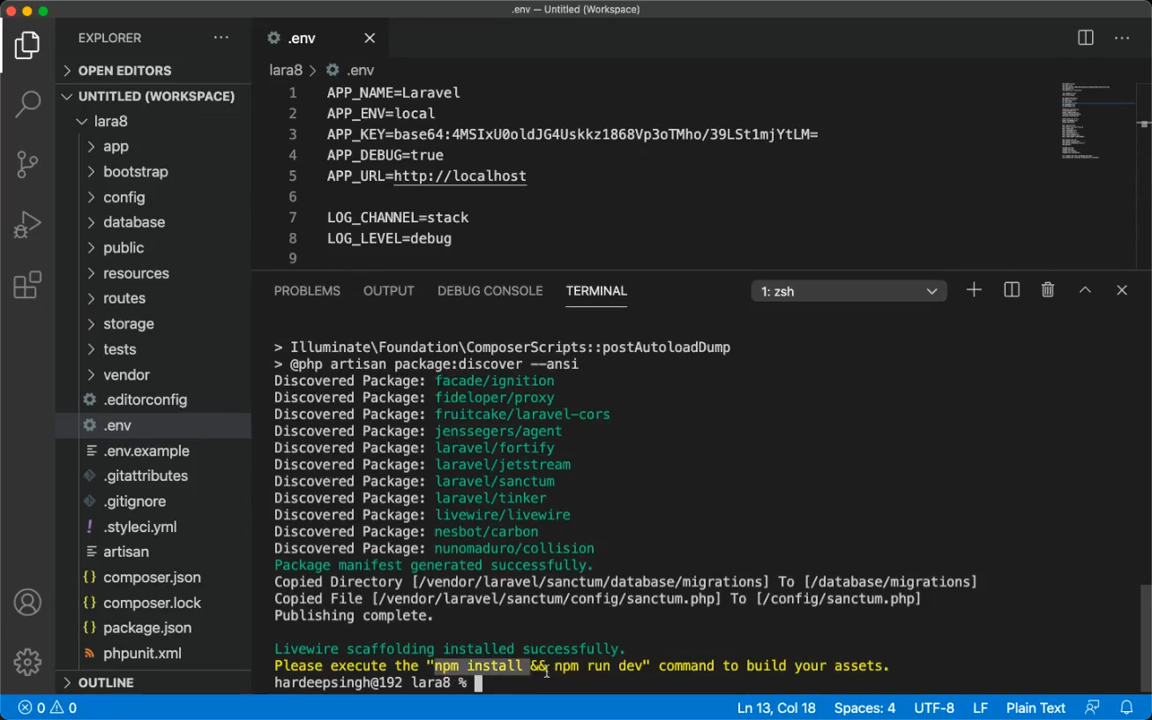 .env — Untitled (Workspace)
EXPLORER
OPEN EDITORS
UNTITLED (WORKSPACE)
lara8
app
bootstrap
config
database
public
resources
routes
storage
tests
vendor
.editorconfig
.env
.env.example
.gitattributes
.gitignore
.styleci.yml
artisan
composer.json
composer.lock
package.json
phpunit.xml
OUTLINE
.env
lara8 > .env
1 APP_NAME=Laravel
2 APP_ENV=local
3 APP_KEY=base64:4MSIxU0oldJG4Uskkz1868Vp3oTMho/39LSt1mjYtLM=
4 APP_DEBUG=true
5 APP_URL=http://localhost
6
7 LOG_CHANNEL=stack
8 LOG_LEVEL=debug
9
PROBLEMS OUTPUT DEBUG CONSOLE TERMINAL 1: zsh
> Illuminate\Foundation\ComposerScripts::postAutoloadDump
> @php artisan package:discover --ansi
Discovered Package: facade/ignition
Discovered Package: fideloper/proxy
Discovered Package: fruitcake/laravel-cors
Discovered Package: jenssegers/agent
Discovered Package: laravel/fortify
Discovered Package: laravel/jetstream
Discovered Package: laravel/sanctum
Discovered Package: laravel/tinker
Discovered Package: livewire/livewire
Discovered Package: nesbot/carbon
Discovered Package: nunomaduro/collision
Package manifest generated successfully.
Copied Directory [/vendor/laravel/sanctum/database/migrations] To [/database/migrations]
Copied File [/vendor/laravel/sanctum/config/sanctum.php] To [/config/sanctum.php]
Publishing complete.
Livewire scaffolding installed successfully.
Please execute the "npm install && npm run dev" command to build your assets.
hardeepsingh@192 lara8 %
0 0 Ln 13, Col 18 Spaces: 4 UTF-8 LF Plain Text